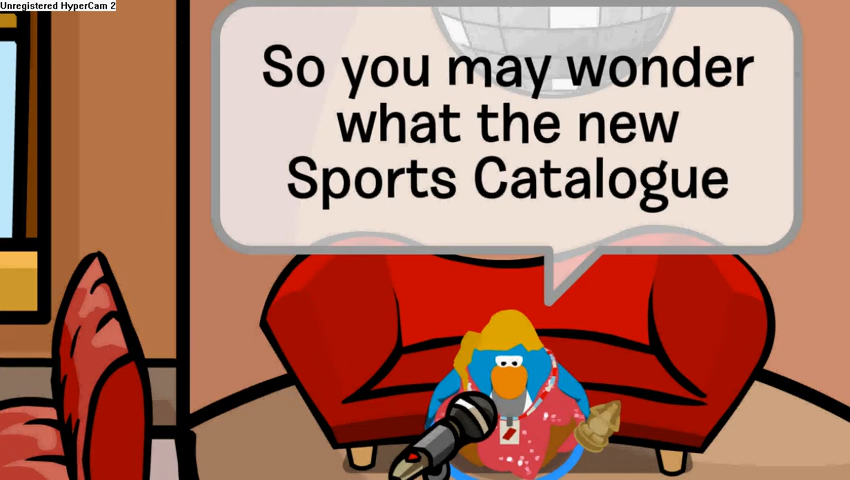 Unregistered HyperCam 2
So you may wonder
what the new
Sports Catalogue